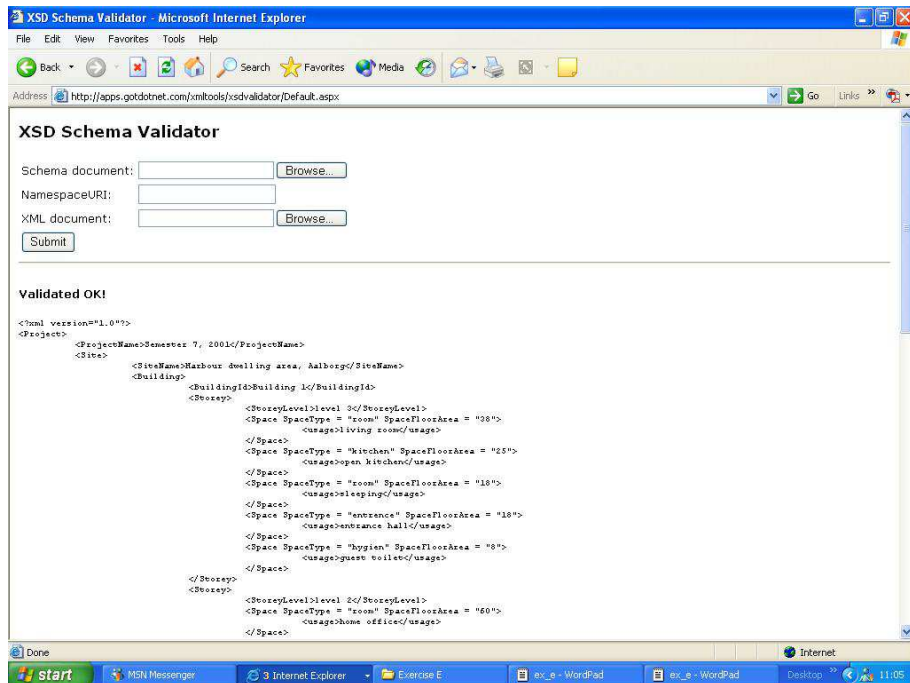 XSD Schema Validator - Microsoft Internet Explorer
File Edit View Favorites Tools Help
Back Search Favorites Media
Address http://apps.gotdotnet.com/xmltools/xsdvalidator/Default.aspx Go Links »
XSD Schema Validator
Schema document: Browse...
NamespaceURI:
XML document: Browse...
Submit
Validated OK!
<?xml version="1.0"?>
<Project>
<ProjectName>Semester 7, 2001</ProjectName>
<Site>
<SiteName>Harbour dwelling area, Aalborg</SiteName>
<Building>
<BuildingId>Building 1</BuildingId>
<Storey>
<StoreyLevel>level 3</StoreyLevel>
<Space SpaceType = "room" SpaceFloorArea = "38">
<usage>living room</usage>
</Space>
<Space SpaceType = "kitchen" SpaceFloorArea = "25">
<usage>open kitchen</usage>
</Space>
<Space SpaceType = "room" SpaceFloorArea = "18">
<usage>sleeping</usage>
</Space>
<Space SpaceType = "entrence" SpaceFloorArea = "18">
<usage>entrance hall</usage>
</Space>
<Space SpaceType = "hygien" SpaceFloorArea = "8">
<usage>guest toilet</usage>
</Space>
</Storey>
<Storey>
<StoreyLevel>level 2</StoreyLevel>
<Space SpaceType = "room" SpaceFloorArea = "60">
<usage>home office</usage>
</Space>
Done Internet
start MSN Messenger 3 Internet Explorer Exercise E ex_e - WordPad ex_e - WordPad Desktop » 11:05